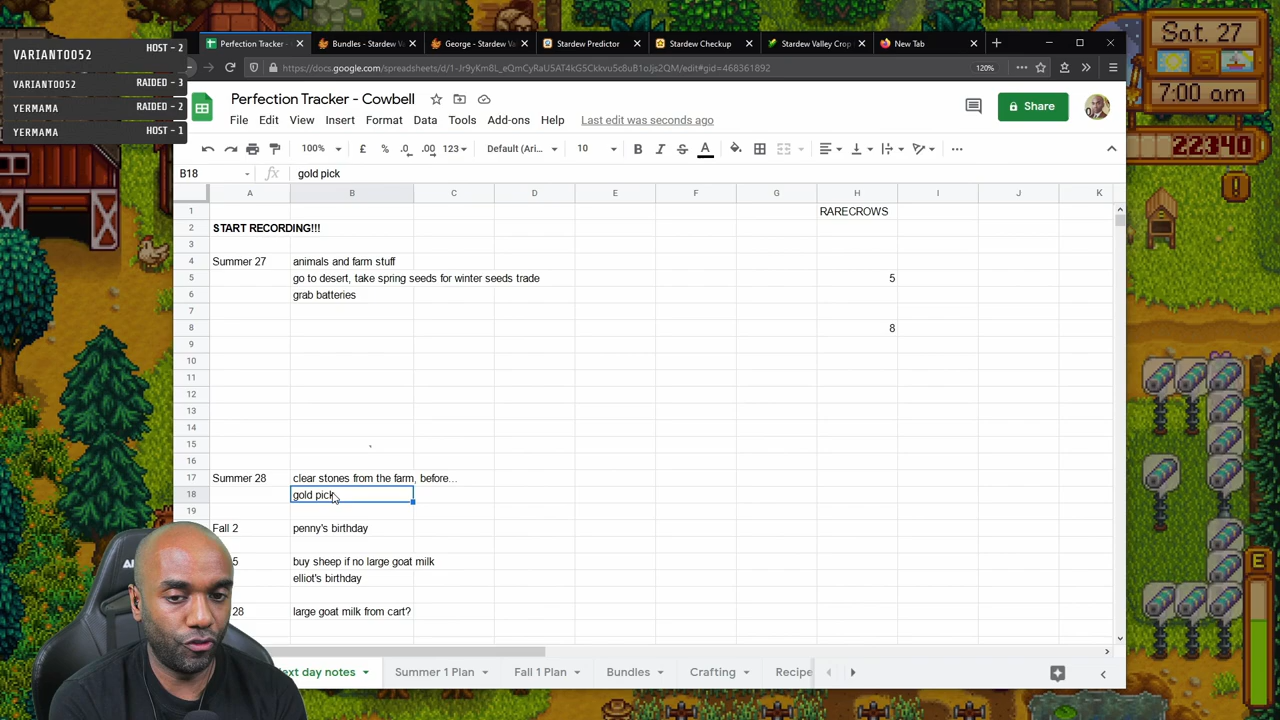 VARIANT0052 HOST - 2
VARIANT0052 RAIDED - 3
YERMAMA RAIDED - 2
YERMAMA HOST - 1
Perfection Tracker -
Bundles - Stardew Va
George - Stardew Va
Stardew Predictor
Stardew Checkup
Stardew Valley Crop
New Tab
120%
Perfection Tracker - Cowbell
File Edit View Insert Format Data Tools Add-ons Help Last edit was seconds ago
Share
100% £ % .0 .00 123 Default (Ari... 10 B I S A
B18 fx gold pick
A B C D E F G H I J K
1 RARECROWS
2 START RECORDING!!!
3
4 Summer 27 animals and farm stuff
5 go to desert, take spring seeds for winter seeds trade 5
6 grab batteries
7
8 8
9
10
11
12
13
14
15
16
17 Summer 28 clear stones from the farm, before...
18 gold pick
19
Fall 2 penny's birthday
5 buy sheep if no large goat milk
elliot's birthday
28 large goat milk from cart?
ext day notes Summer 1 Plan Fall 1 Plan Bundles Crafting Recipe
Sat. 27
7:00 am
22340
E